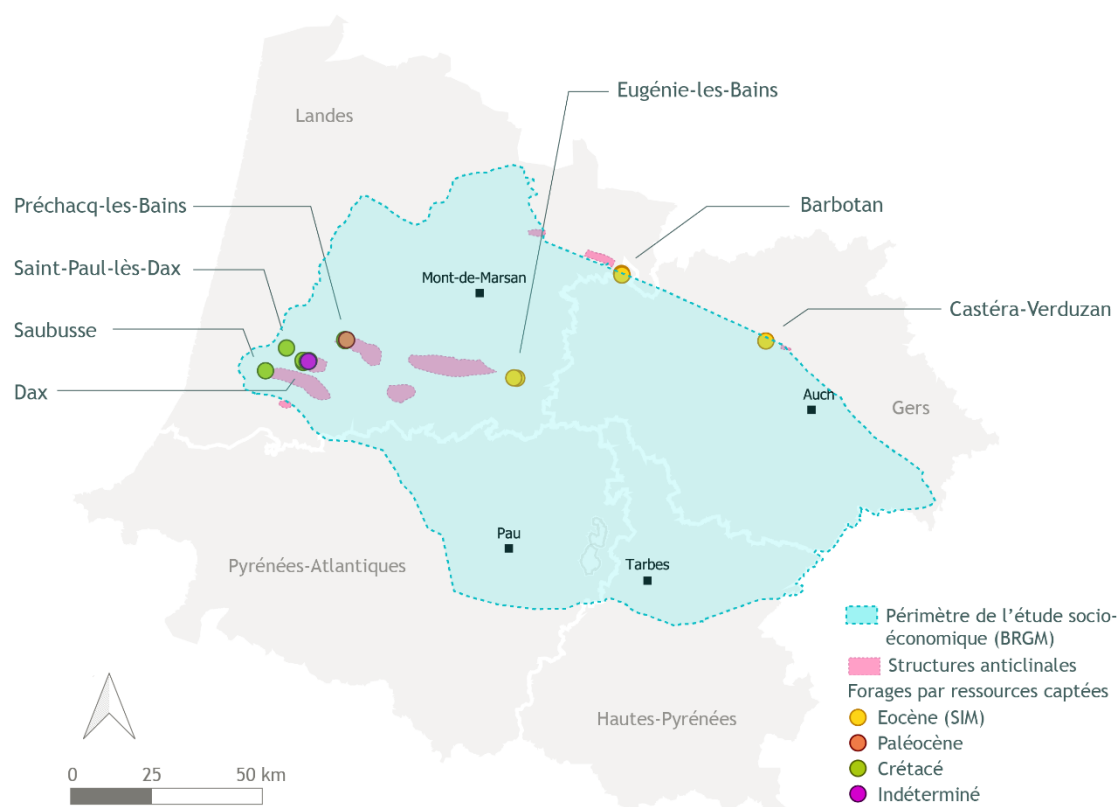 Landes
Eugénie-les-Bains
Préchacq-les-Bains
Barbotan
Saint-Paul-lès-Dax
Mont-de-Marsan
Castéra-Verduzan
Saubusse
Dax
Auch
Gers
Pau
Tarbes
Pyrénées-Atlantiques
Hautes-Pyrénées
Périmètre de l'étude socio-
économique (BRGM)
Structures anticlinales
Forages par ressources captées
Eocène (SIM)
Paléocène
Crétacé
Indéterminé
0 25 50 km